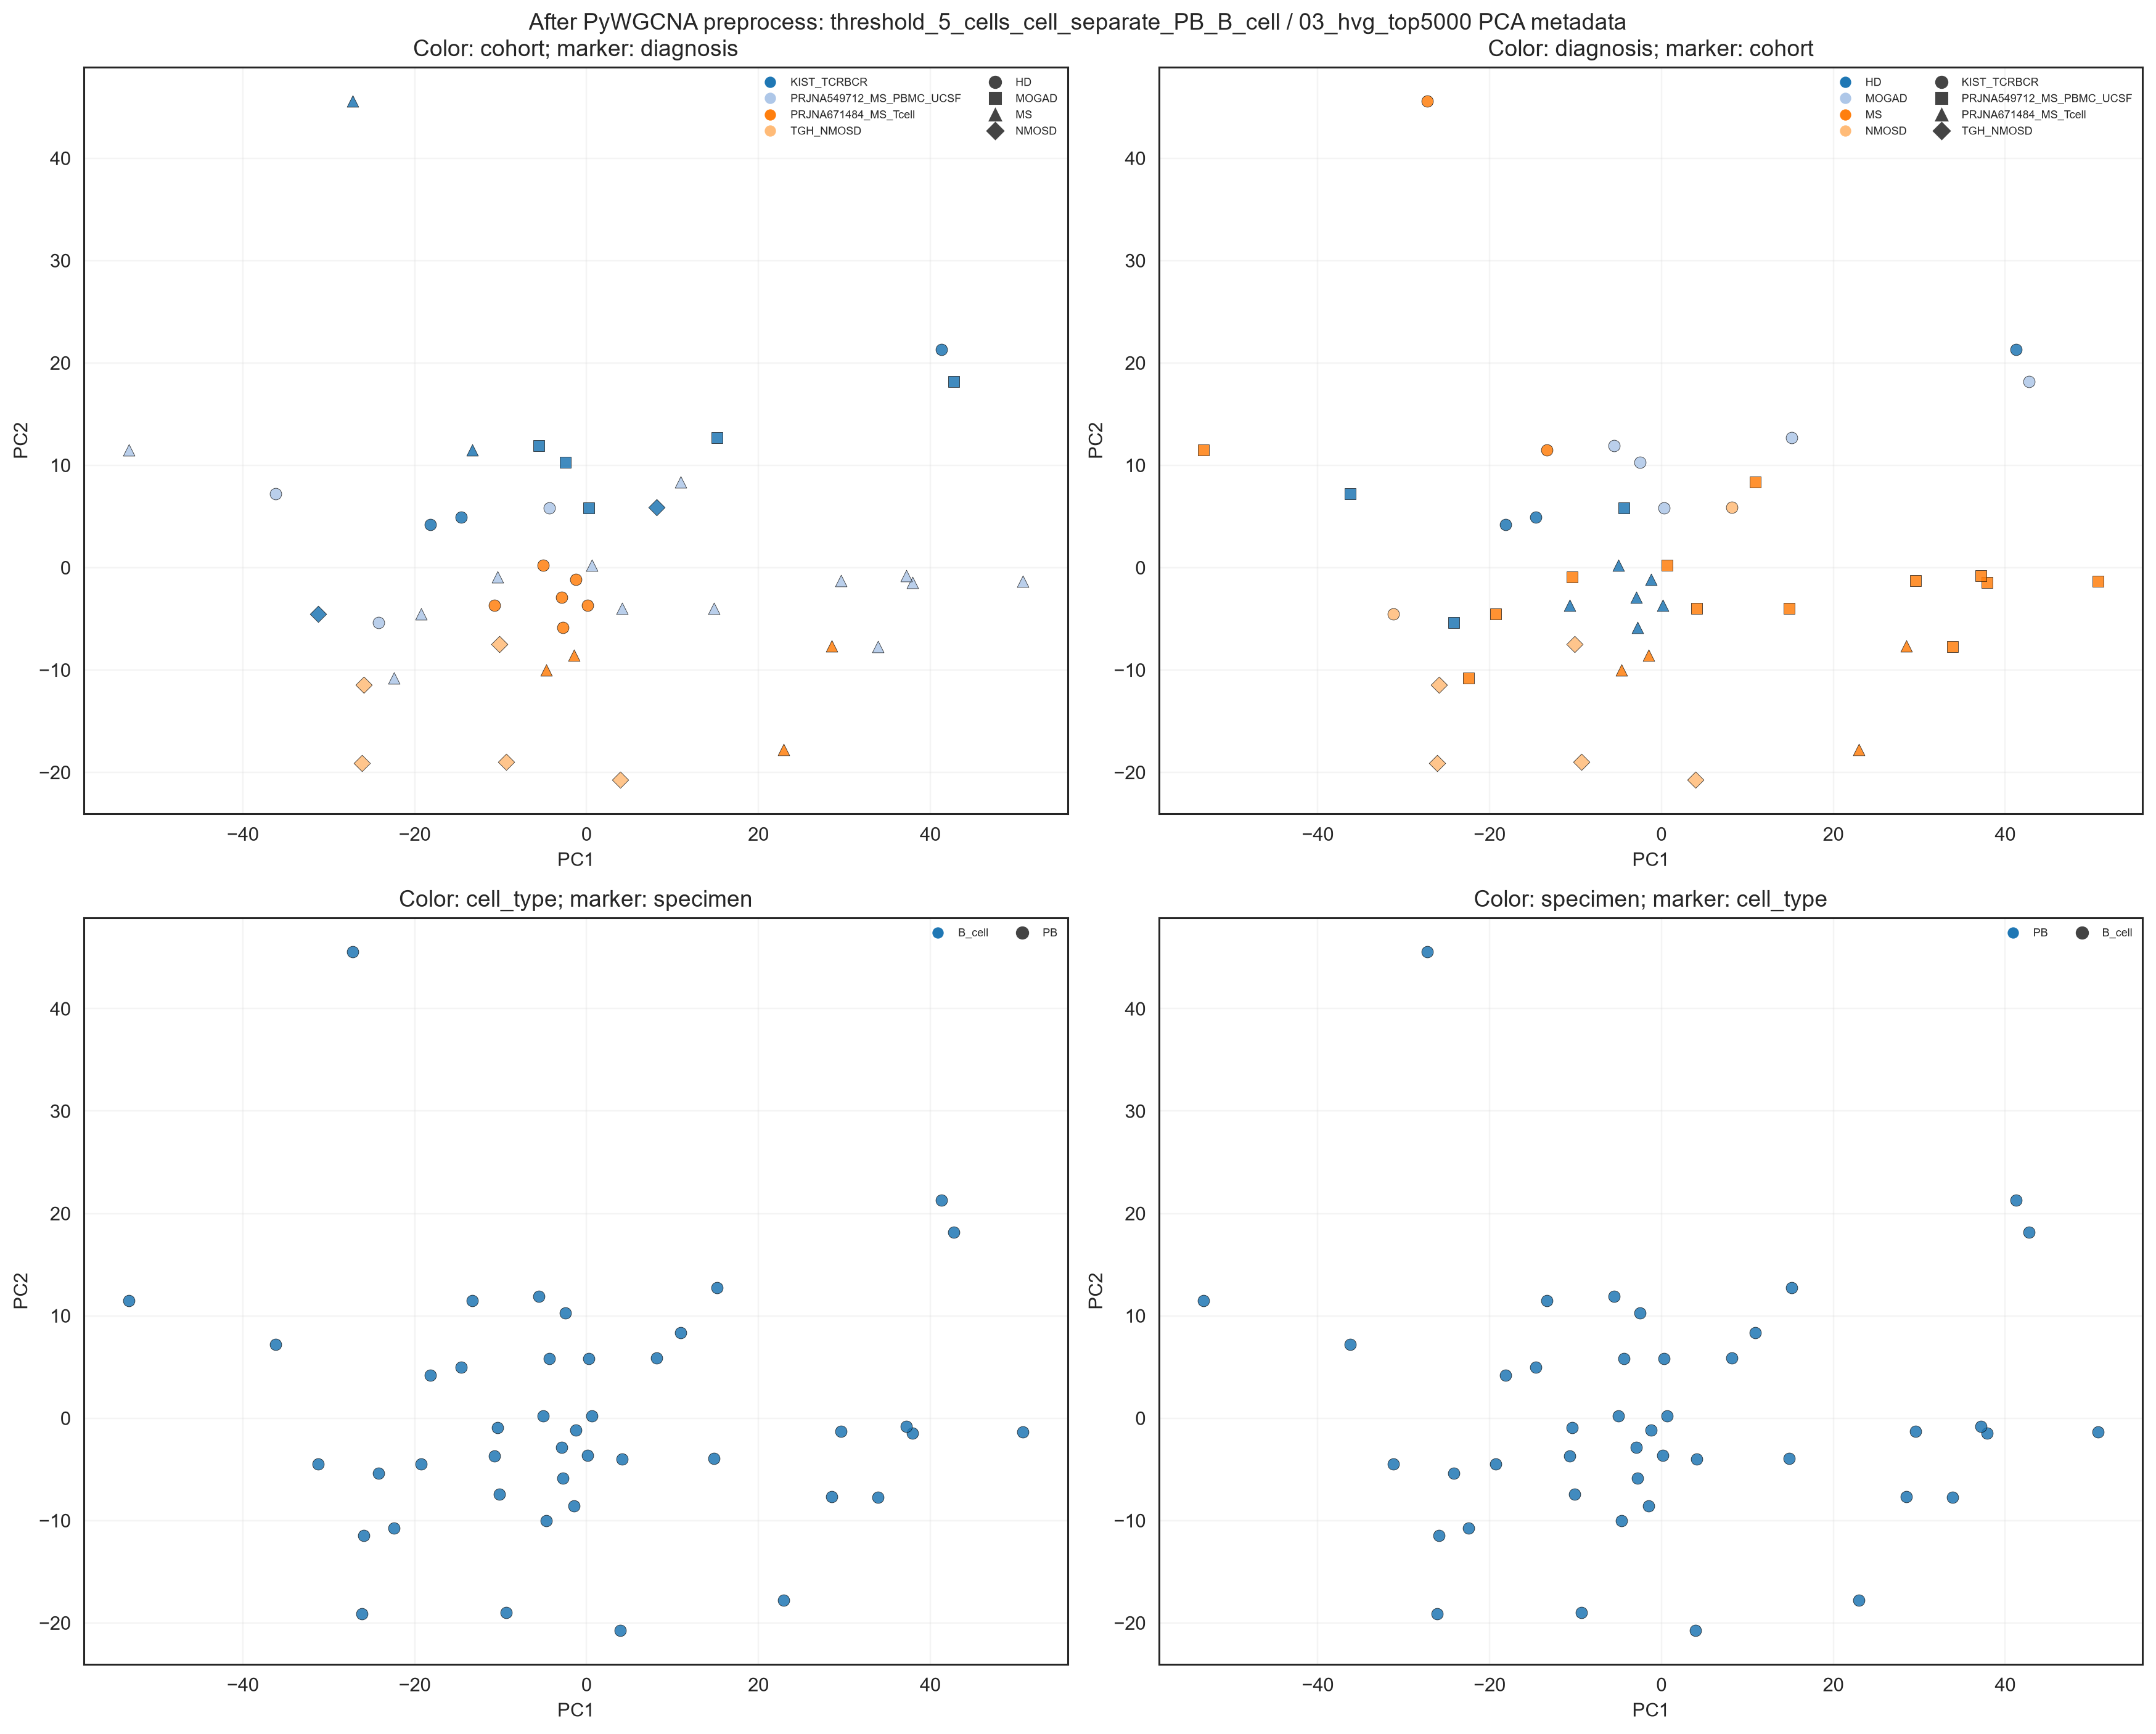 After PyWGCNA preprocess: threshold_5_cells_cell_separate_PB_B_cell / 03_hvg_top5000 PCA metadata
Color: cohort; marker: diagnosis
KIST_TCRBCR
PRJNA549712_MS_PBMC_UCSF
PRJNA671484_MS_Tcell
TGH_NMOSD
HD
MOGAD
MS
NMOSD
40
30
20
10
0
−10
−20
PC2
−40
−20
0
20
40
PC1
Color: diagnosis; marker: cohort
HD
MOGAD
MS
NMOSD
KIST_TCRBCR
PRJNA549712_MS_PBMC_UCSF
PRJNA671484_MS_Tcell
TGH_NMOSD
40
30
20
10
0
−10
−20
PC2
−40
−20
0
20
40
PC1
Color: cell_type; marker: specimen
B_cell
PB
40
30
20
10
0
−10
−20
PC2
−40
−20
0
20
40
PC1
Color: specimen; marker: cell_type
PB
B_cell
40
30
20
10
0
−10
−20
PC2
−40
−20
0
20
40
PC1